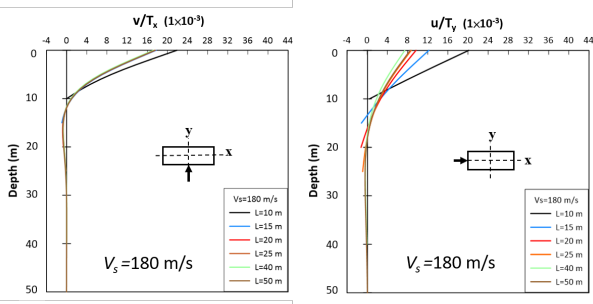 v/Tx (1×10-3)
-4 0 4 8 12 16 20 24 28 32 36 40 44
0
10
20
30
40
50
Depth (m)
y
x
Vs=180 m/s
L=10 m
L=15 m
L=20 m
L=25 m
L=40 m
L=50 m
Vs=180 m/s
u/Ty (1×10-3)
-4 0 4 8 12 16 20 24 28 32 36 40 44
0
10
20
30
40
50
Depth (m)
y
x
Vs=180 m/s
L=10 m
L=15 m
L=20 m
L=25 m
L=40 m
L=50 m
Vs=180 m/s